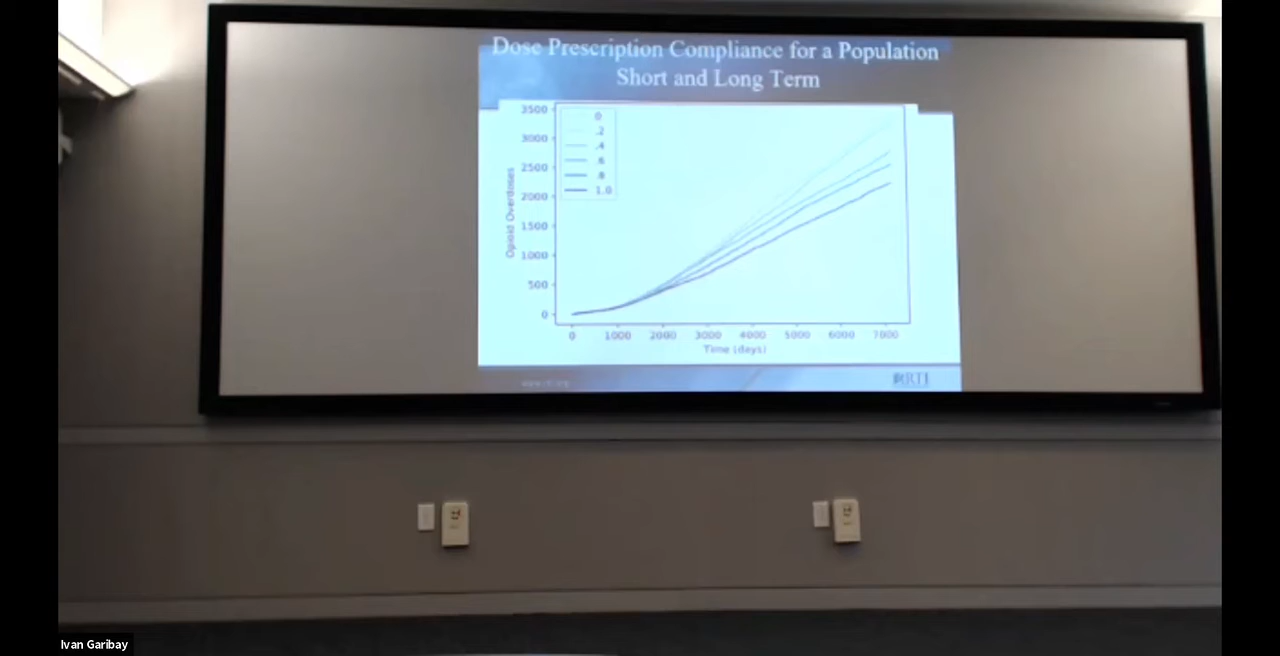 Dose Prescription Compliance for a Population
Short and Long Term
3500
3000
2500
2000
1500
1000
500
0
Opioid Overdoses
0
.2
.4
.6
.8
1.0
0 1000 2000 3000 4000 5000 6000 7000
Time (days)
RTI
Ivan Garibay